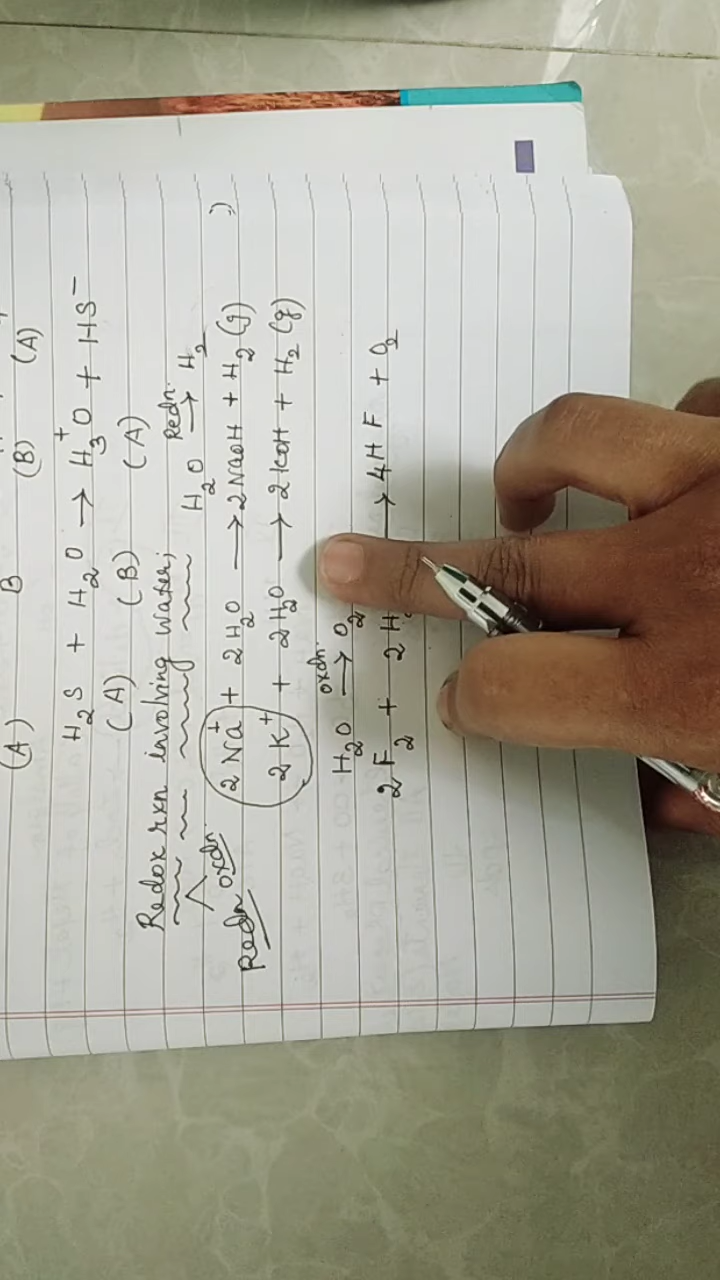 (A) B (B) (A)
H₂S + H₂O → H₃⁺O + HS⁻
(A) (B) (A)
Redox rxn involving water;
H₂O Redn. → H₂
Redn oxdn.
2Na⁺ + 2H₂O → 2NaOH + H₂(g)
2K⁺ + 2H₂O → 2KOH + H₂(g)
H₂O oxdn. → O₂
2F₂ + 2H → 4HF + O₂